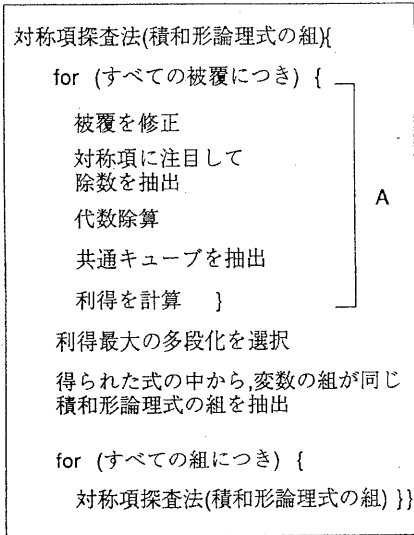 対称項探査法(積和形論理式の組){
for (すべての被覆につき) {
被覆を修正
対称項に注目して
除数を抽出
代数除算
共通キューブを抽出
利得を計算 }
A
利得最大の多段化を選択
得られた式の中から,変数の組が同じ
積和形論理式の組を抽出
for (すべての組につき) {
対称項探査法(積和形論理式の組) }}